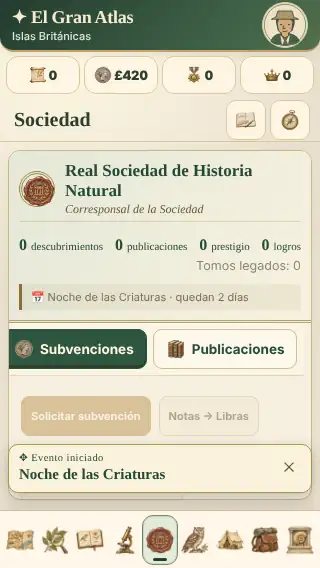 ✦ El Gran Atlas
Islas Británicas
0
£420
0
0
Sociedad
Real Sociedad de Historia
Natural
Corresponsal de la Sociedad
0 descubrimientos 0 publicaciones 0 prestigio 0 logros
Tomos legados: 0
Noche de las Criaturas · quedan 2 días
Subvenciones
Publicaciones
Solicitar subvención
Notas → Libras
✥ Evento iniciado
Noche de las Criaturas